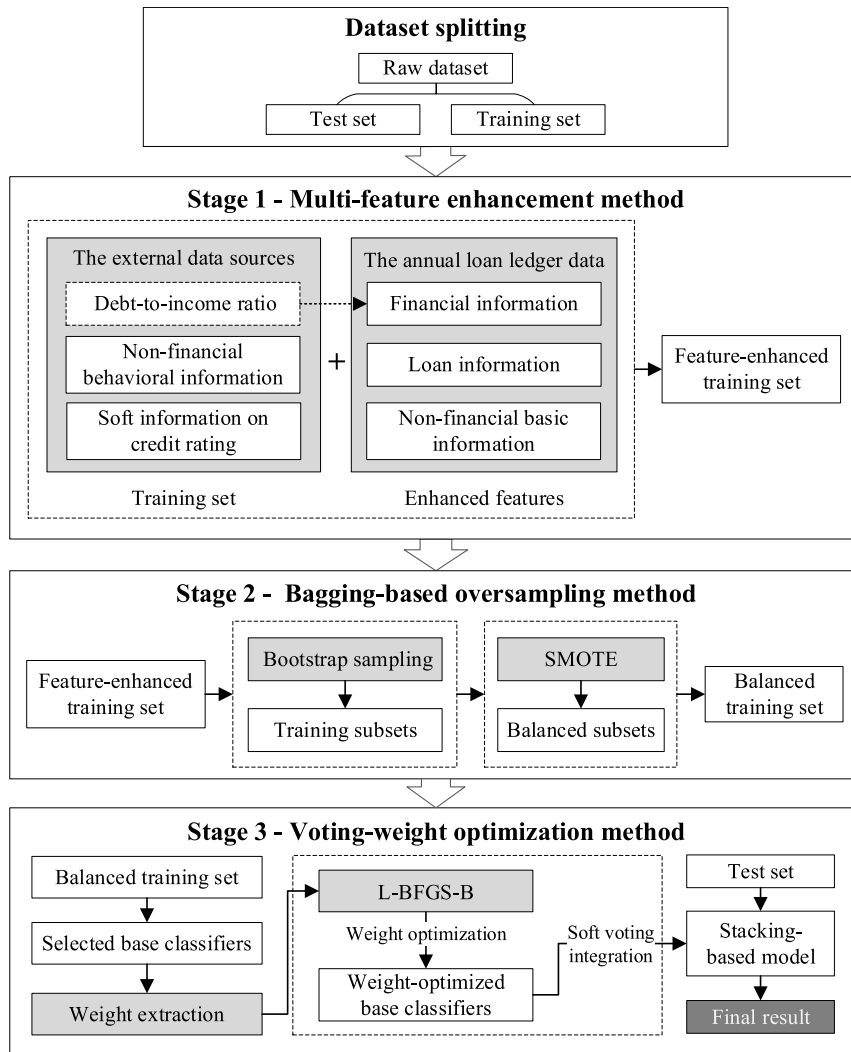 Dataset splitting
Raw dataset
Test set
Training set
Stage 1 - Multi-feature enhancement method
The external data sources
Debt-to-income ratio
Non-financial
behavioral information
Soft information on
credit rating
Training set
+
The annual loan ledger data
Financial information
Loan information
Non-financial basic
information
Enhanced features
Feature-enhanced
training set
Stage 2 - Bagging-based oversampling method
Feature-enhanced
training set
Bootstrap sampling
Training subsets
SMOTE
Balanced subsets
Balanced
training set
Stage 3 - Voting-weight optimization method
Balanced training set
Selected base classifiers
Weight extraction
L-BFGS-B
Weight optimization
Weight-optimized
base classifiers
Soft voting
integration
Test set
Stacking-
based model
Final result